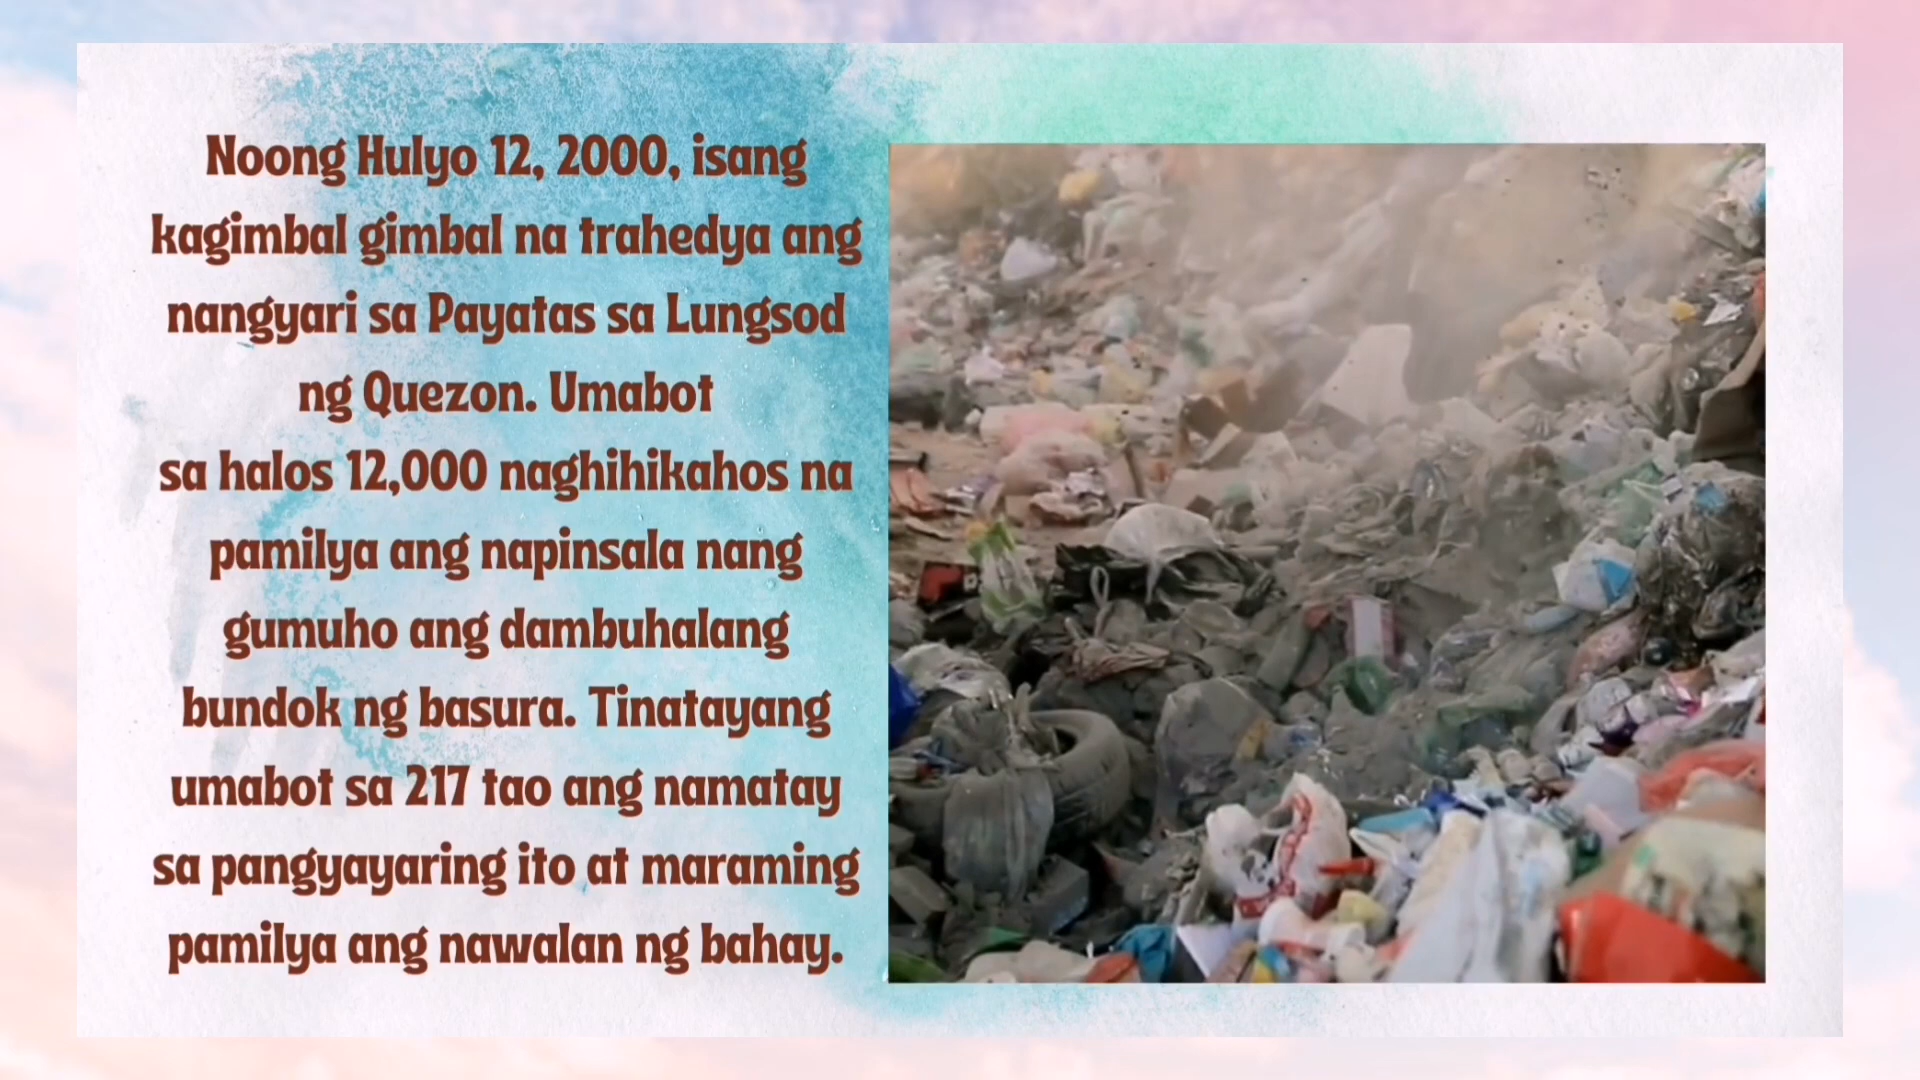 Noong Hulyo 12, 2000, isang
kagimbal gimbal na trahedya ang
nangyari sa Payatas sa Lungsod
ng Quezon. Umabot
sa halos 12,000 naghihikahos na
pamilya ang napinsala nang
gumuho ang dambuhalang
bundok ng basura. Tinatayang
umabot sa 217 tao ang namatay
sa pangyayaring ito at maraming
pamilya ang nawalan ng bahay.